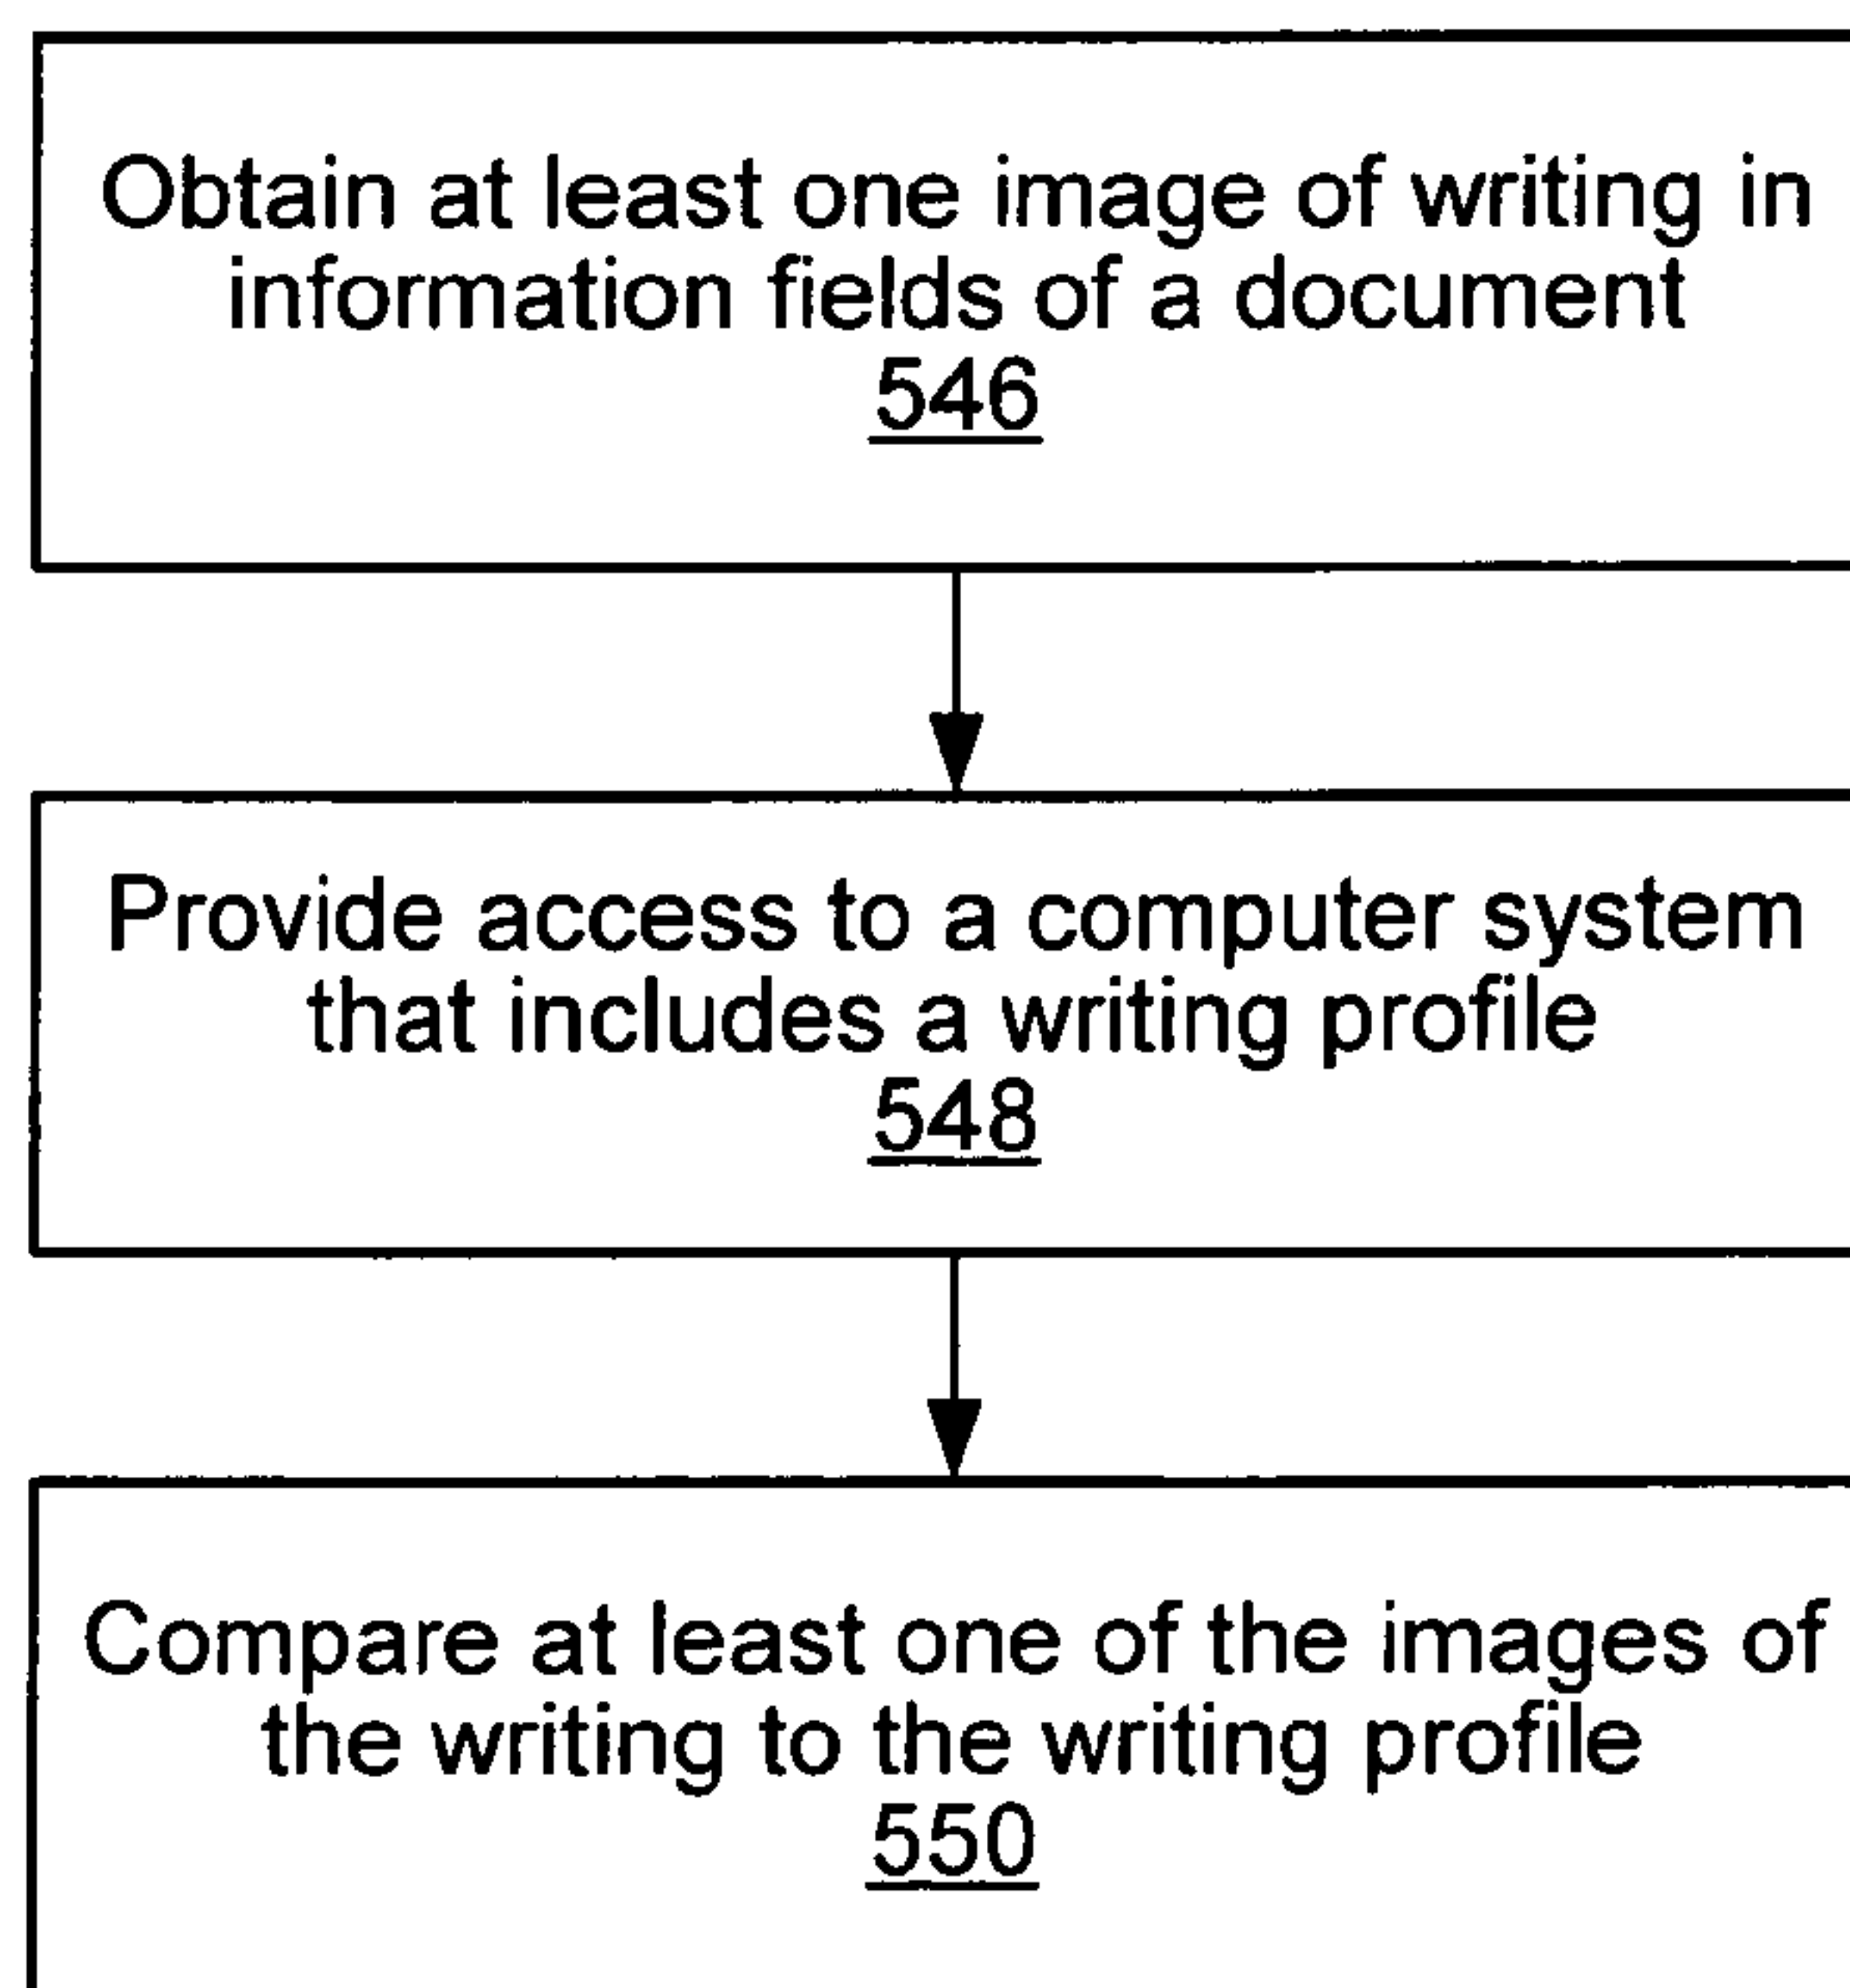 Obtain at least one image of writing in
information fields of a document
546
Provide access to a computer system
that includes a writing profile
548
Compare at least one of the images of
the writing to the writing profile
550